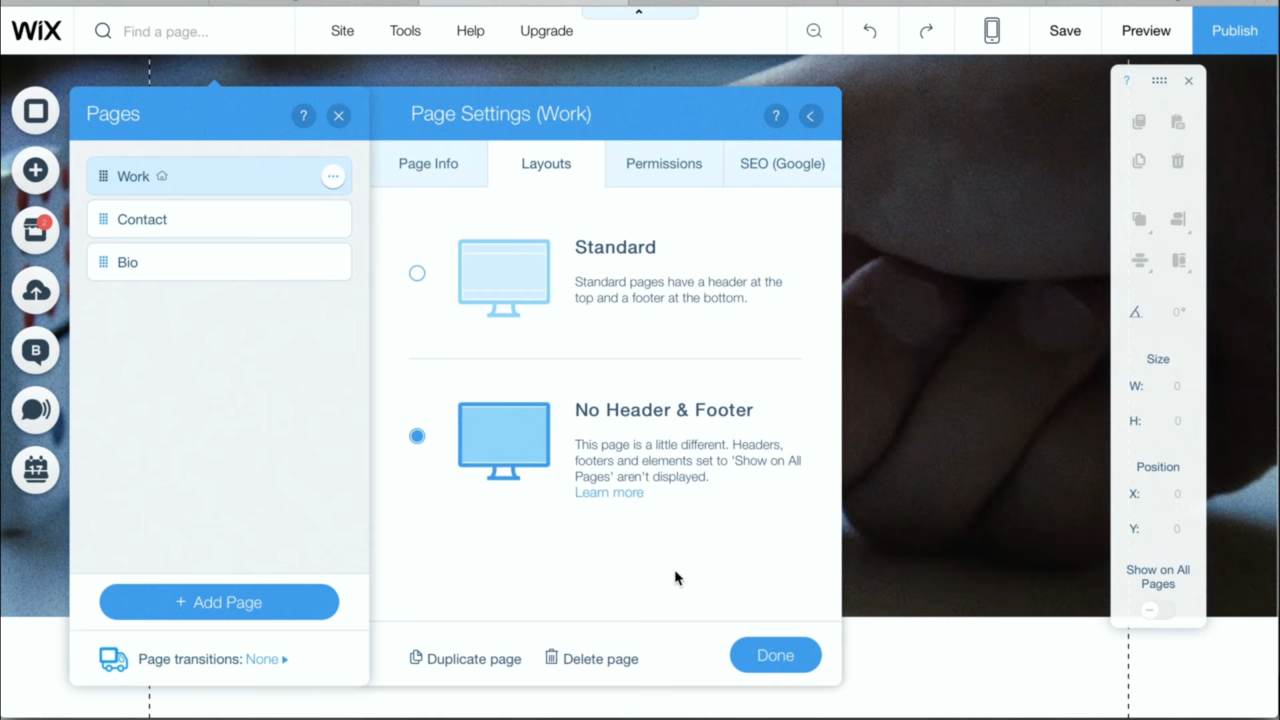 WiX
Find a page...
Site
Tools
Help
Upgrade
Save
Preview
Publish
Pages
?
Page Settings (Work)
?
?
Page Info
Layouts
Permissions
SEO (Google)
Work
Contact
Bio
2
B
17
Standard
Standard pages have a header at the
top and a footer at the bottom.
No Header & Footer
This page is a little different. Headers,
footers and elements set to 'Show on All
Pages' aren't displayed.
Learn more
0°
Size
W: 0
H: 0
Position
X: 0
Y: 0
Show on All
Pages
+ Add Page
Page transitions: None
Duplicate page
Delete page
Done